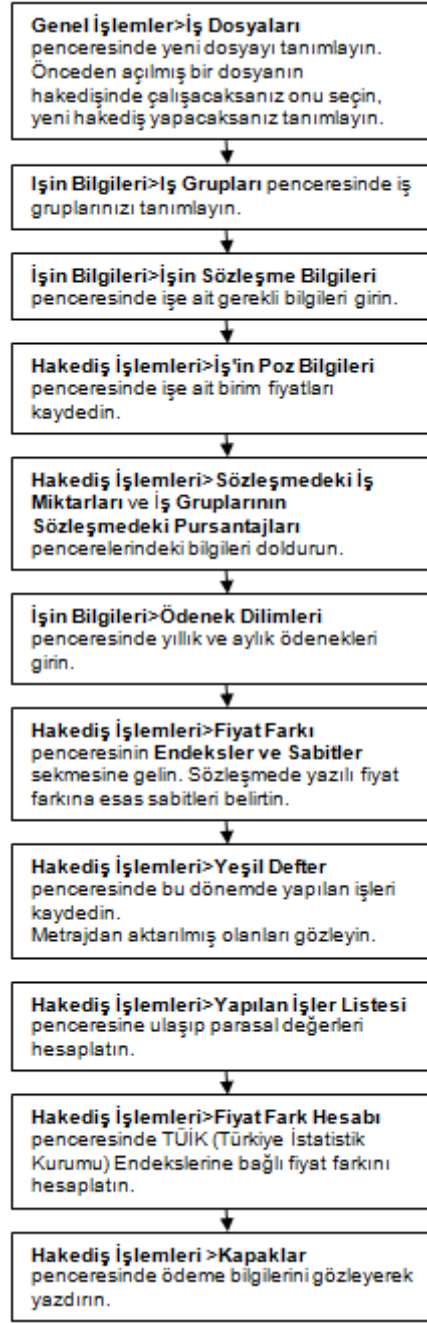 Genel İşlemler>İş Dosyaları
penceresinde yeni dosyayı tanımlayın.
Önceden açılmış bir dosyanın
hakedişinde çalışacaksanız onu seçin,
yeni hakediş yapacaksanız tanımlayın.
Işin Bilgileri>Iş Grupları penceresinde iş
gruplarınızı tanımlayın.
İşin Bilgileri>İşin Sözleşme Bilgileri
penceresinde işe ait gerekli bilgileri girin.
Hakediş İşlemleri>İş'in Poz Bilgileri
penceresinde işe ait birim fiyatları
kaydedin.
Hakediş İşlemleri>Sözleşmedeki İş
Miktarları ve İş Gruplarının
Sözleşmedeki Pursantajları
pencerelerindeki bilgileri doldurun.
İşin Bilgileri>Ödenek Dilimleri
penceresinde yıllık ve aylık ödenekleri
girin.
Hakediş İşlemleri>Fiyat Farkı
penceresinin Endeksler ve Sabitler
sekmesine gelin. Sözleşmede yazılı fiyat
farkına esas sabitleri belirtin.
Hakediş İşlemleri>Yeşil Defter
penceresinde bu dönemde yapılan işleri
kaydedin.
Metrajdan aktarılmış olanları gözleyin.
Hakediş İşlemleri>Yapılan İşler Listesi
penceresine ulaşıp parasal değerleri
hesaplatın.
Hakediş İşlemleri>Fiyat Fark Hesabı
penceresinde TÜİK (Türkiye İstatistik
Kurumu) Endekslerine bağlı fiyat farkını
hesaplatın.
Hakediş İşlemleri >Kapaklar
penceresinde ödeme bilgilerini gözleyerek
yazdırın.